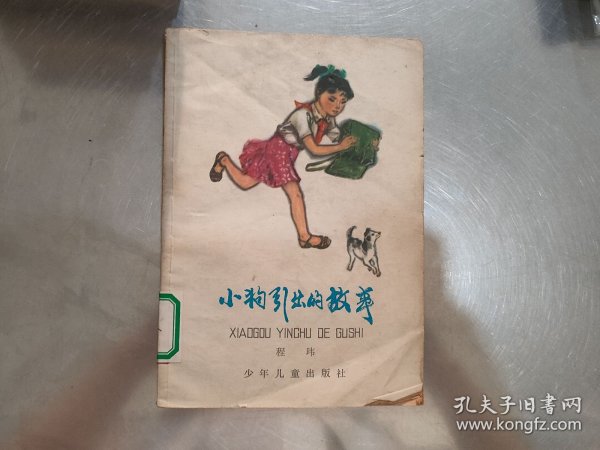 小狗引出的故事
XIAOGOU YINCHU DE GUSHI
程 玮
少年儿童出版社
孔夫子旧书网
www.kongfz.com